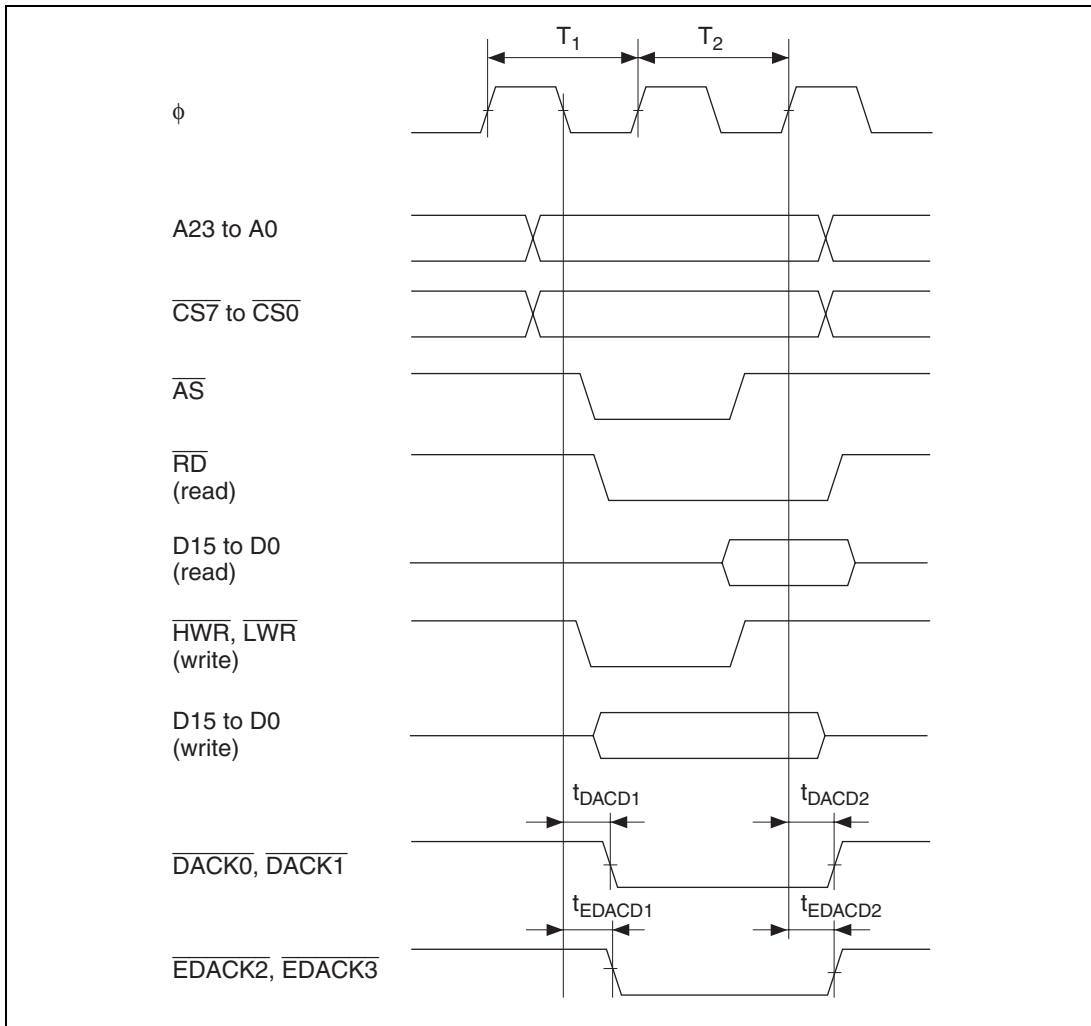 T1 T2
ϕ
A23 to A0
CS7 to CS0
AS
RD
(read)
D15 to D0
(read)
HWR, LWR
(write)
D15 to D0
(write)
tDACD1 tDACD2
DACK0, DACK1
tEDACD1 tEDACD2
EDACK2, EDACK3